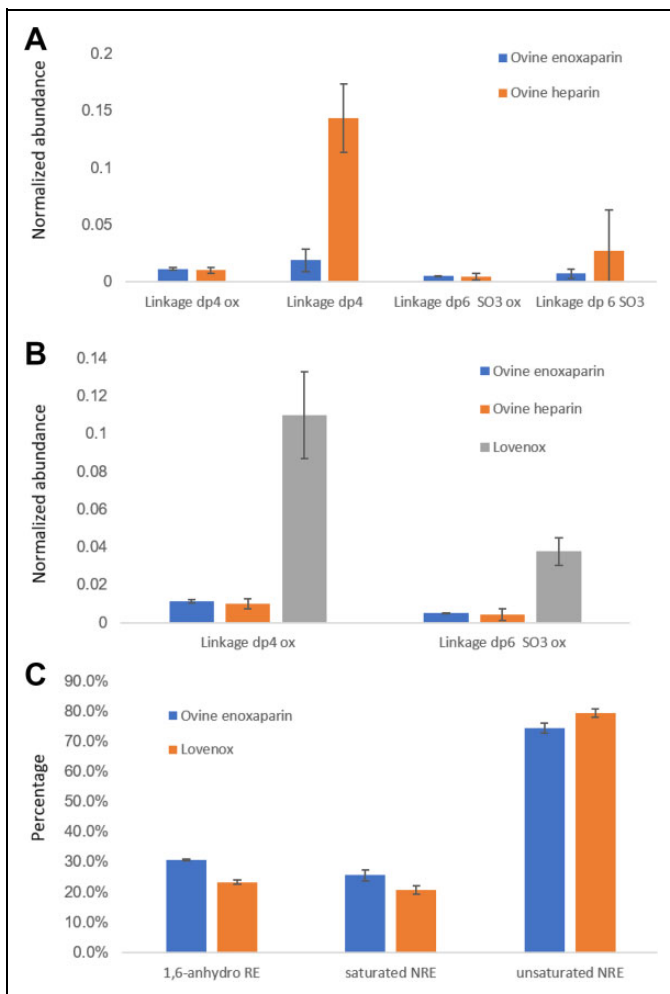 A
Normalized abundance
0.2
0.15
0.1
0.05
0
Ovine enoxaparin
Ovine heparin
Linkage dp4 ox
Linkage dp4
Linkage dp6 SO3 ox
Linkage dp 6 SO3
B
Normalized abundance
0.14
0.12
0.1
0.08
0.06
0.04
0.02
0
Ovine enoxaparin
Ovine heparin
Lovenox
Linkage dp4 ox
Linkage dp6 SO3 ox
C
Percentage
90.0%
80.0%
70.0%
60.0%
50.0%
40.0%
30.0%
20.0%
10.0%
0.0%
Ovine enoxaparin
Lovenox
1,6-anhydro RE
saturated NRE
unsaturated NRE